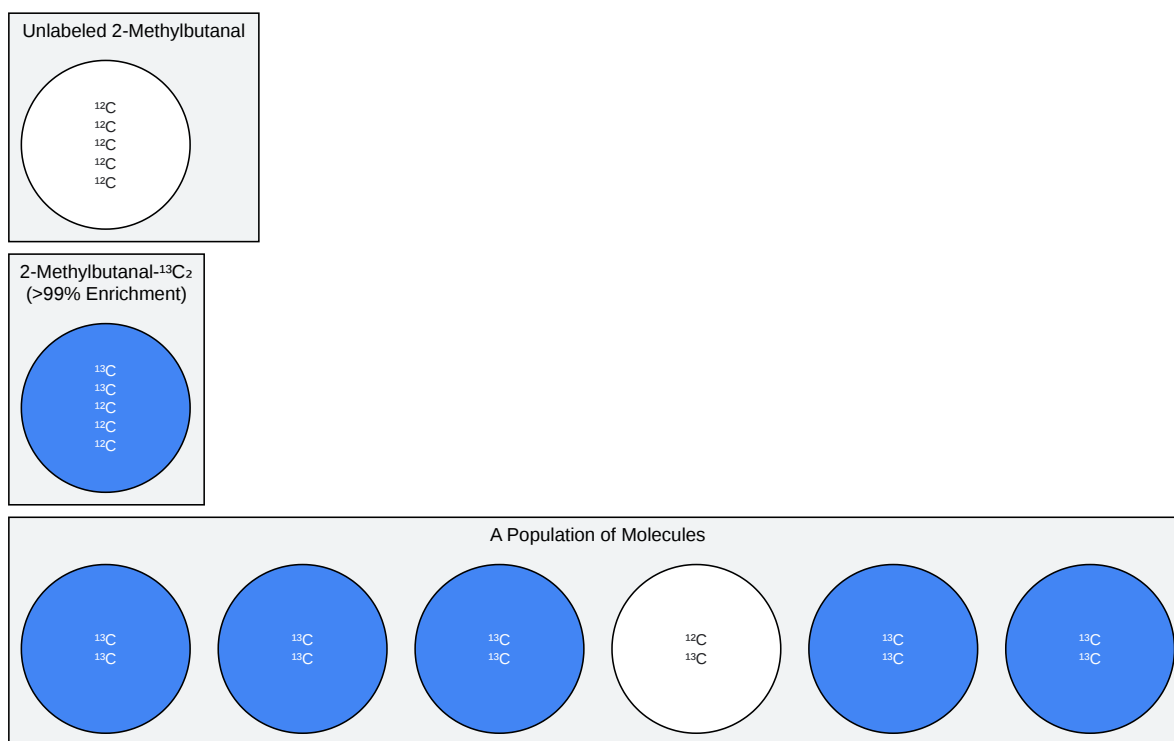 Unlabeled 2-Methylbutanal
¹²C
¹²C
¹²C
¹²C
¹²C
2-Methylbutanal-¹³C₂
(>99% Enrichment)
¹³C
¹³C
¹²C
¹²C
¹²C
A Population of Molecules
¹³C ¹³C ¹³C ¹²C ¹³C ¹³C
¹³C ¹³C ¹³C ¹³C ¹³C ¹³C